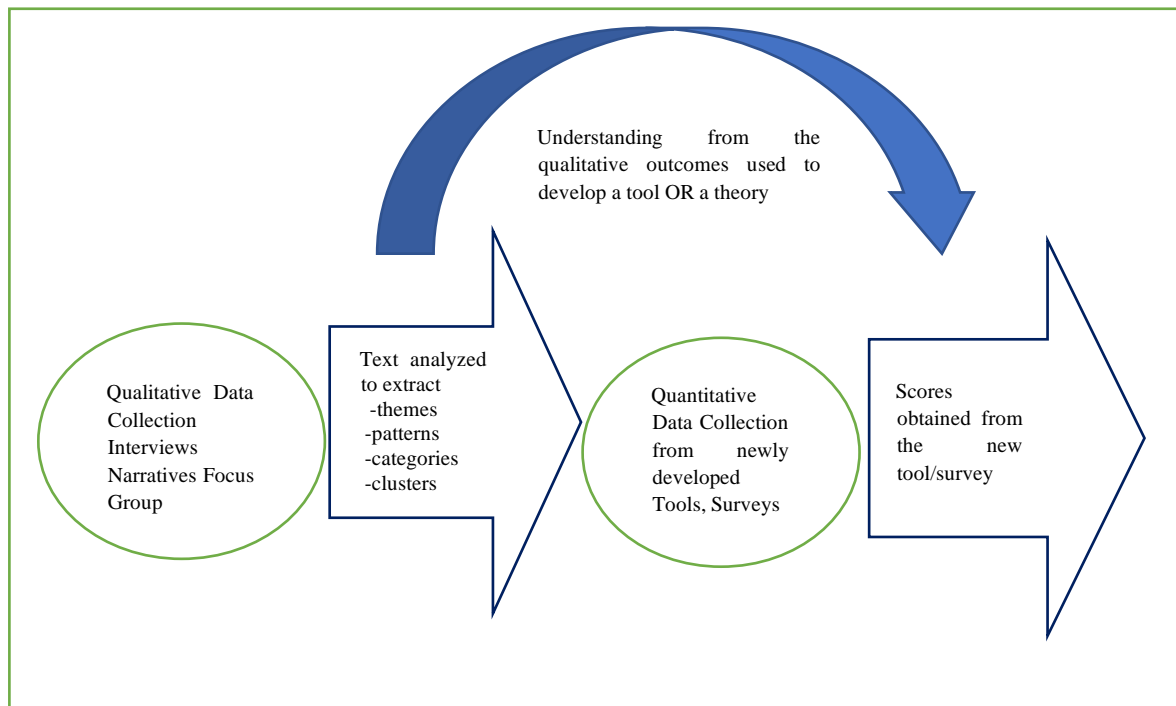 Understanding from the
qualitative outcomes used to
develop a tool OR a theory
Qualitative Data
Collection
Interviews
Narratives Focus
Group
Text analyzed
to extract
-themes
-patterns
-categories
-clusters
Quantitative
Data Collection
from newly
developed
Tools, Surveys
Scores
obtained from
the new
tool/survey